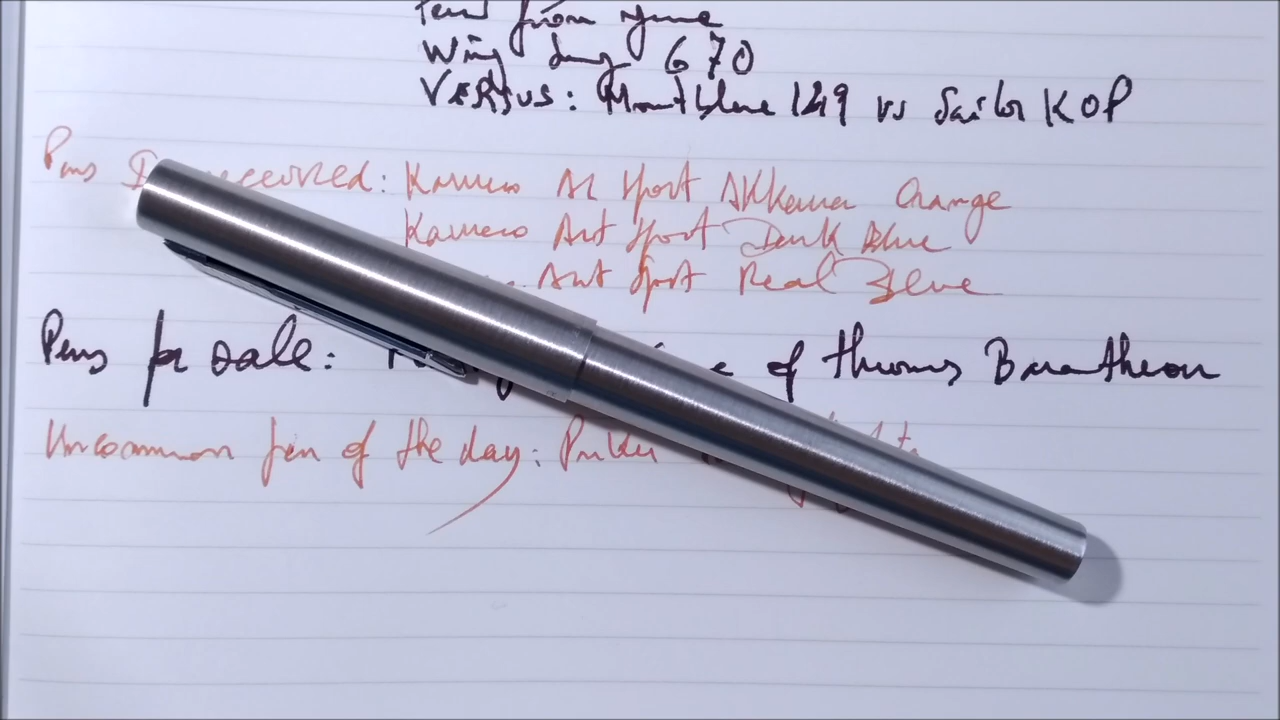 Pens from
Wing Sung 670
VERSUS: Montblanc 149 vs Sailor KOP
Pens I received: Kaweco AL Sport Orange
Kaweco Art Sport Dark Blue
Art Sport Real Blue
Pens for sale: of thomas Baratheon
Uncommon pen of the day: Parker